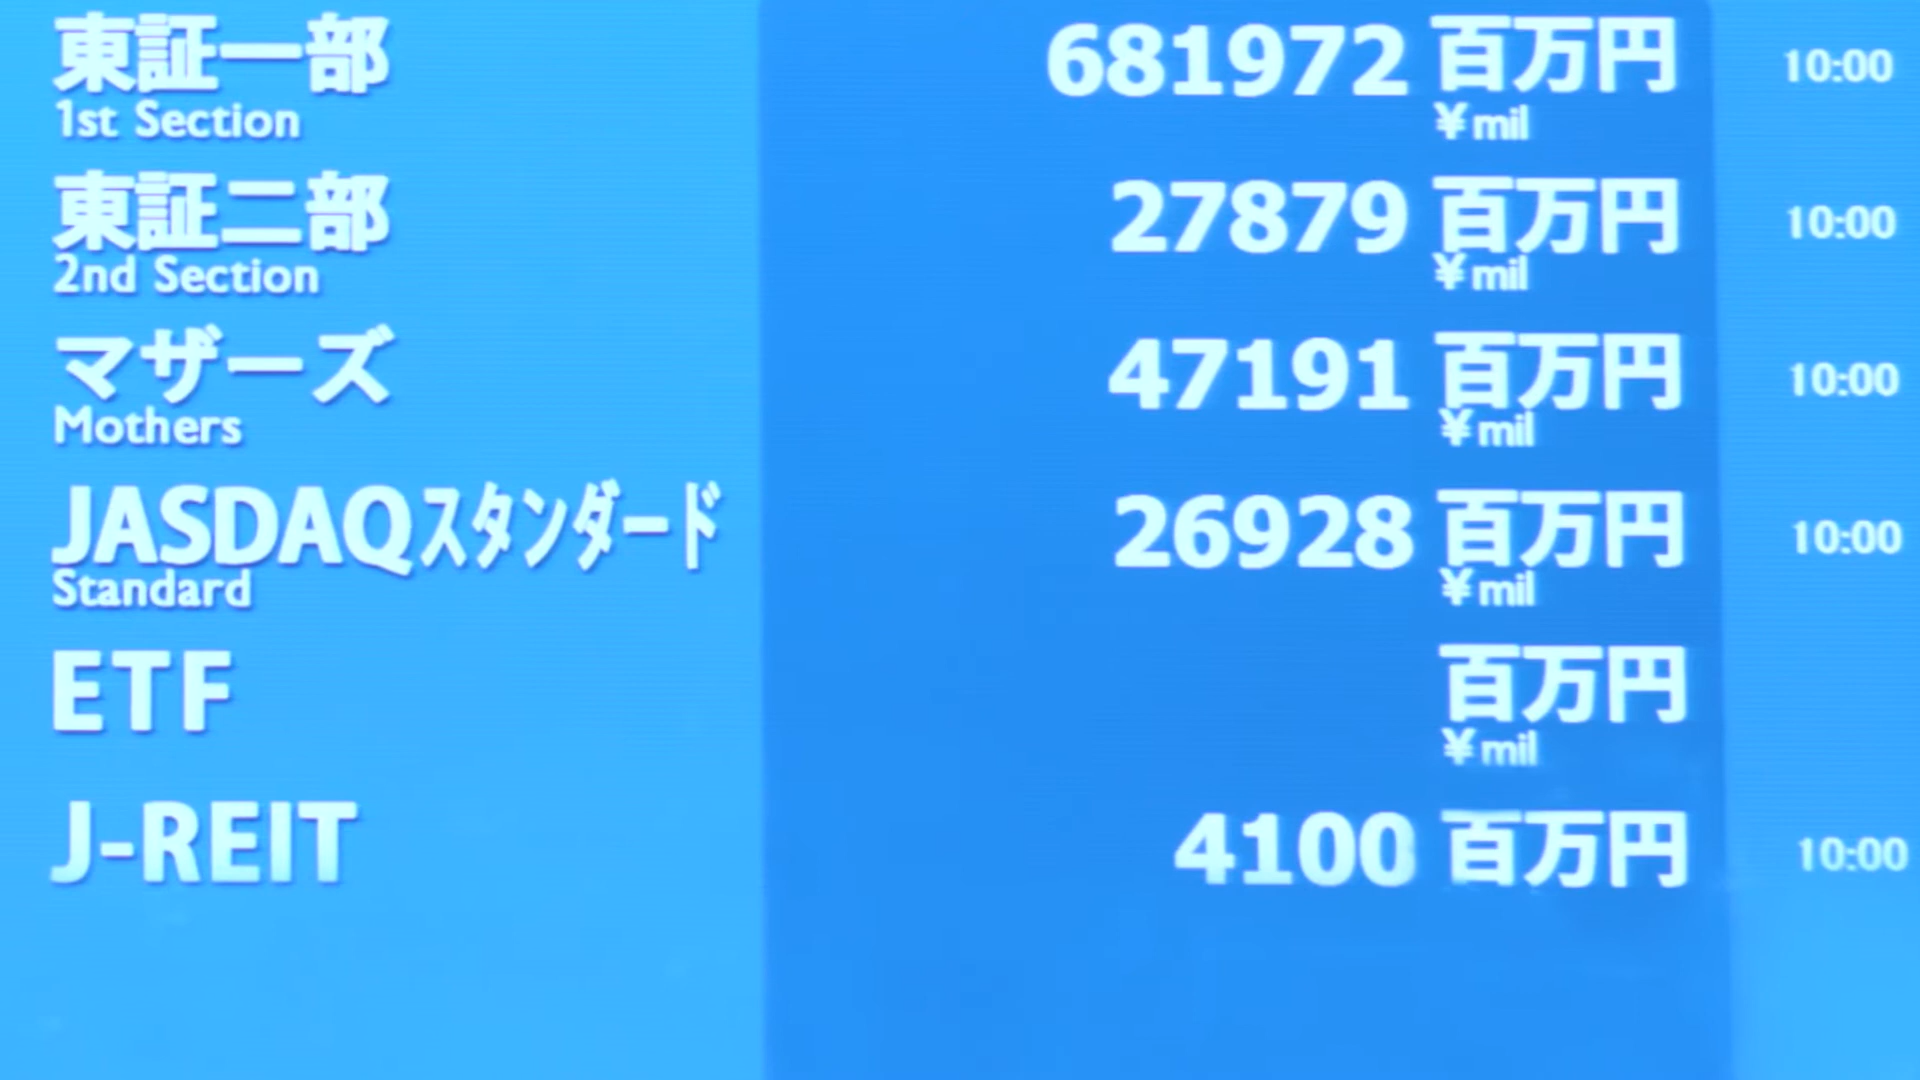 東証一部 681972 百万円 10:00
1st Section ¥mil
東証二部 27879 百万円 10:00
2nd Section ¥mil
マザーズ 47191 百万円 10:00
Mothers ¥mil
JASDAQスタンダード 26928 百万円 10:00
Standard ¥mil
ETF 百万円
¥mil
J-REIT 4100 百万円 10:00